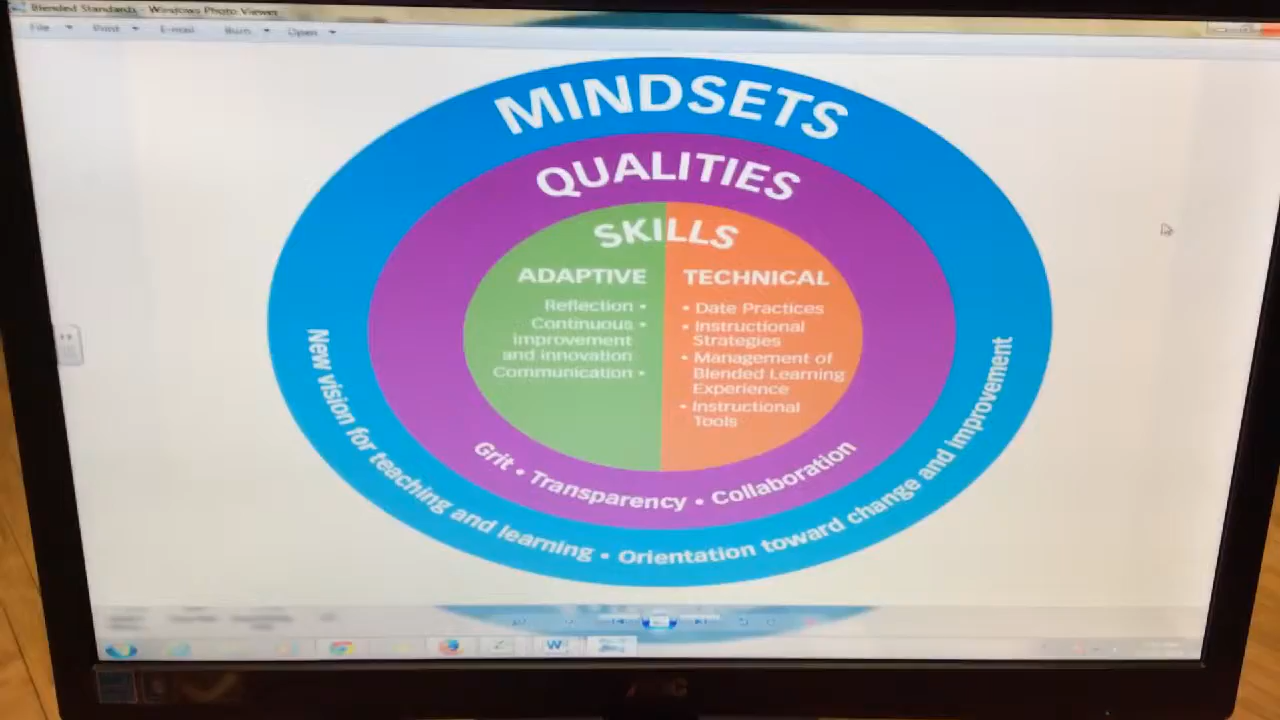 Blended Standards - Windows Photo Viewer
File Print E-mail Burn Open
MINDSETS
QUALITIES
SKILLS
ADAPTIVE
Reflection •
Continuous •
improvement
and innovation
Communication •
TECHNICAL
• Date Practices
• Instructional
Strategies
• Management of
Blended Learning
Experience
• Instructional
Tools
Grit • Transparency • Collaboration
New vision for teaching and learning • Orientation toward change and improvement
W
AOC